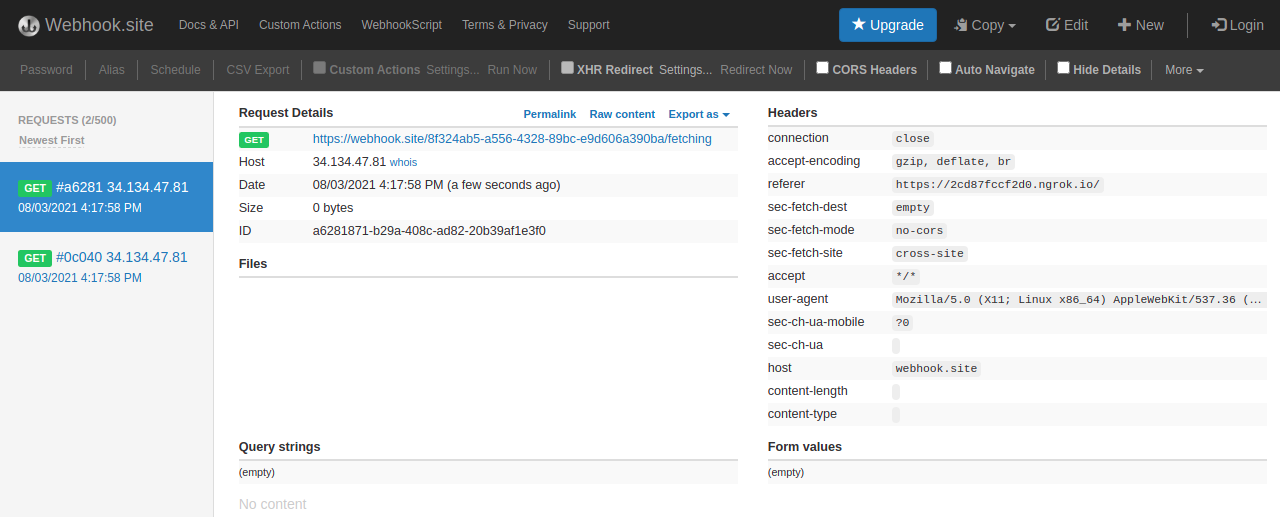 Webhook.site Docs & API Custom Actions WebhookScript Terms & Privacy Support Upgrade Copy Edit New Login
Password Alias Schedule CSV Export Custom Actions Settings... Run Now XHR Redirect Settings... Redirect Now CORS Headers Auto Navigate Hide Details More
REQUESTS (2/500)
Newest First
GET #a6281 34.134.47.81
08/03/2021 4:17:58 PM
GET #0c040 34.134.47.81
08/03/2021 4:17:58 PM
Request Details Permalink Raw content Export as
GET https://webhook.site/8f324ab5-a556-4328-89bc-e9d606a390ba/fetching
Host 34.134.47.81 whois
Date 08/03/2021 4:17:58 PM (a few seconds ago)
Size 0 bytes
ID a6281871-b29a-408c-ad82-20b39af1e3f0
Files
Headers
connection close
accept-encoding gzip, deflate, br
referer https://2cd87fccf2d0.ngrok.io/
sec-fetch-dest empty
sec-fetch-mode no-cors
sec-fetch-site cross-site
accept */*
user-agent Mozilla/5.0 (X11; Linux x86_64) AppleWebKit/537.36 (...
sec-ch-ua-mobile ?0
sec-ch-ua
host webhook.site
content-length
content-type
Query strings
(empty)
Form values
(empty)
No content